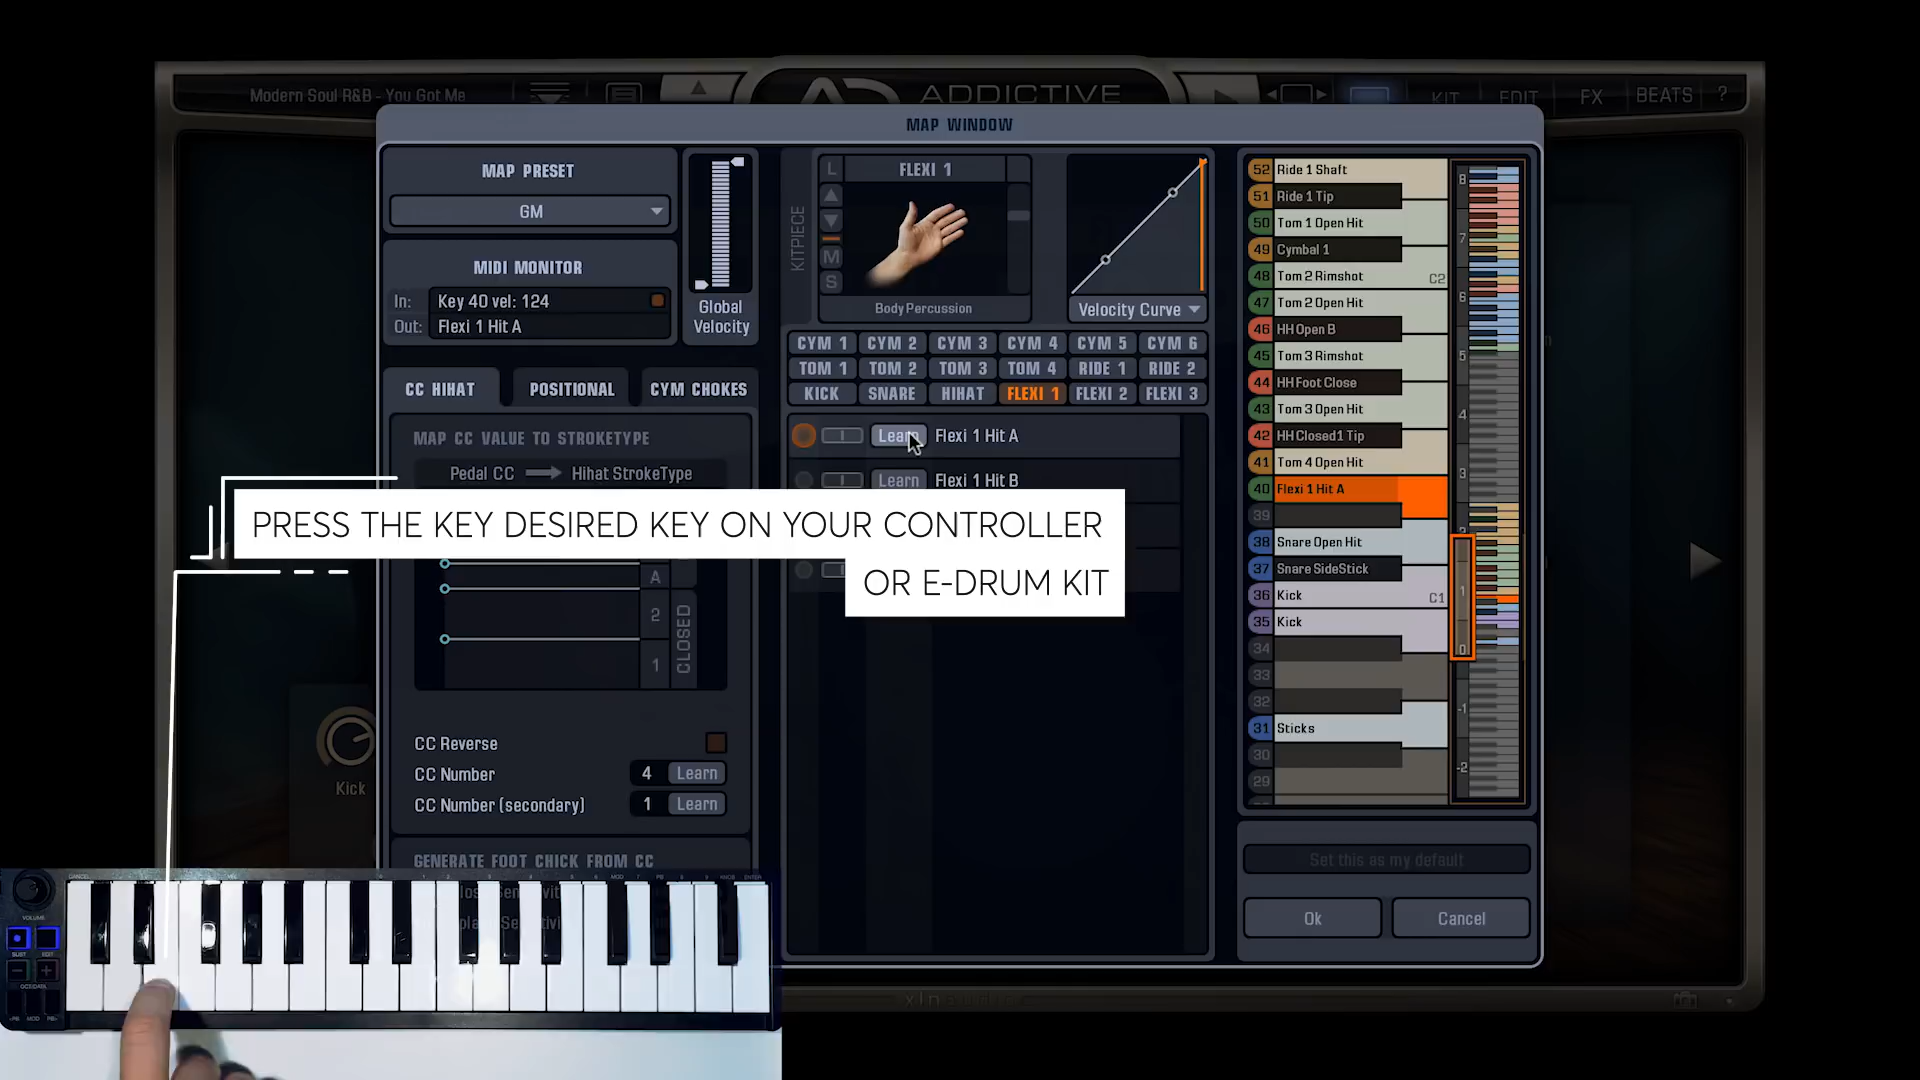 Modern Soul R&B - You Got Me
ADDICTIVE
KIT
EDIT
FX
BEATS
?
MAP WINDOW
MAP PRESET
GM
MIDI MONITOR
In: Key 40 vel: 124
Out: Flexi 1 Hit A
Global
Velocity
KITPIECE
L
FLEXI 1
M
S
Body Percussion
Velocity Curve
CYM 1 CYM 2 CYM 3 CYM 4 CYM 5 CYM 6
TOM 1 TOM 2 TOM 3 TOM 4 RIDE 1 RIDE 2
KICK SNARE HIHAT FLEXI 1 FLEXI 2 FLEXI 3
CC HIHAT
POSITIONAL
CYM CHOKES
MAP CC VALUE TO STROKETYPE
Pedal CC Hihat StrokeType
Learn Flexi 1 Hit A
Learn Flexi 1 Hit B
PRESS THE KEY DESIRED KEY ON YOUR CONTROLLER
OR E-DRUM KIT
A
2
1
CLOSED
CC Reverse
CC Number 4 Learn
CC Number (secondary) 1 Learn
GENERATE FOOT CHICK FROM CC
52 Ride 1 Shaft
51 Ride 1 Tip
50 Tom 1 Open Hit
49 Cymbal 1
48 Tom 2 Rimshot C2
47 Tom 2 Open Hit
46 HH Open B
45 Tom 3 Rimshot
44 HH Foot Close
43 Tom 3 Open Hit
42 HH Closed1 Tip
41 Tom 4 Open Hit
40 Flexi 1 Hit A
39
38 Snare Open Hit
37 Snare SideStick
36 Kick C1
35 Kick
34
33
32
31 Sticks
30
29
8
7
6
5
4
3
2
1
0
-1
-2
Set this as my default
Ok
Cancel
Kick
VOLUME